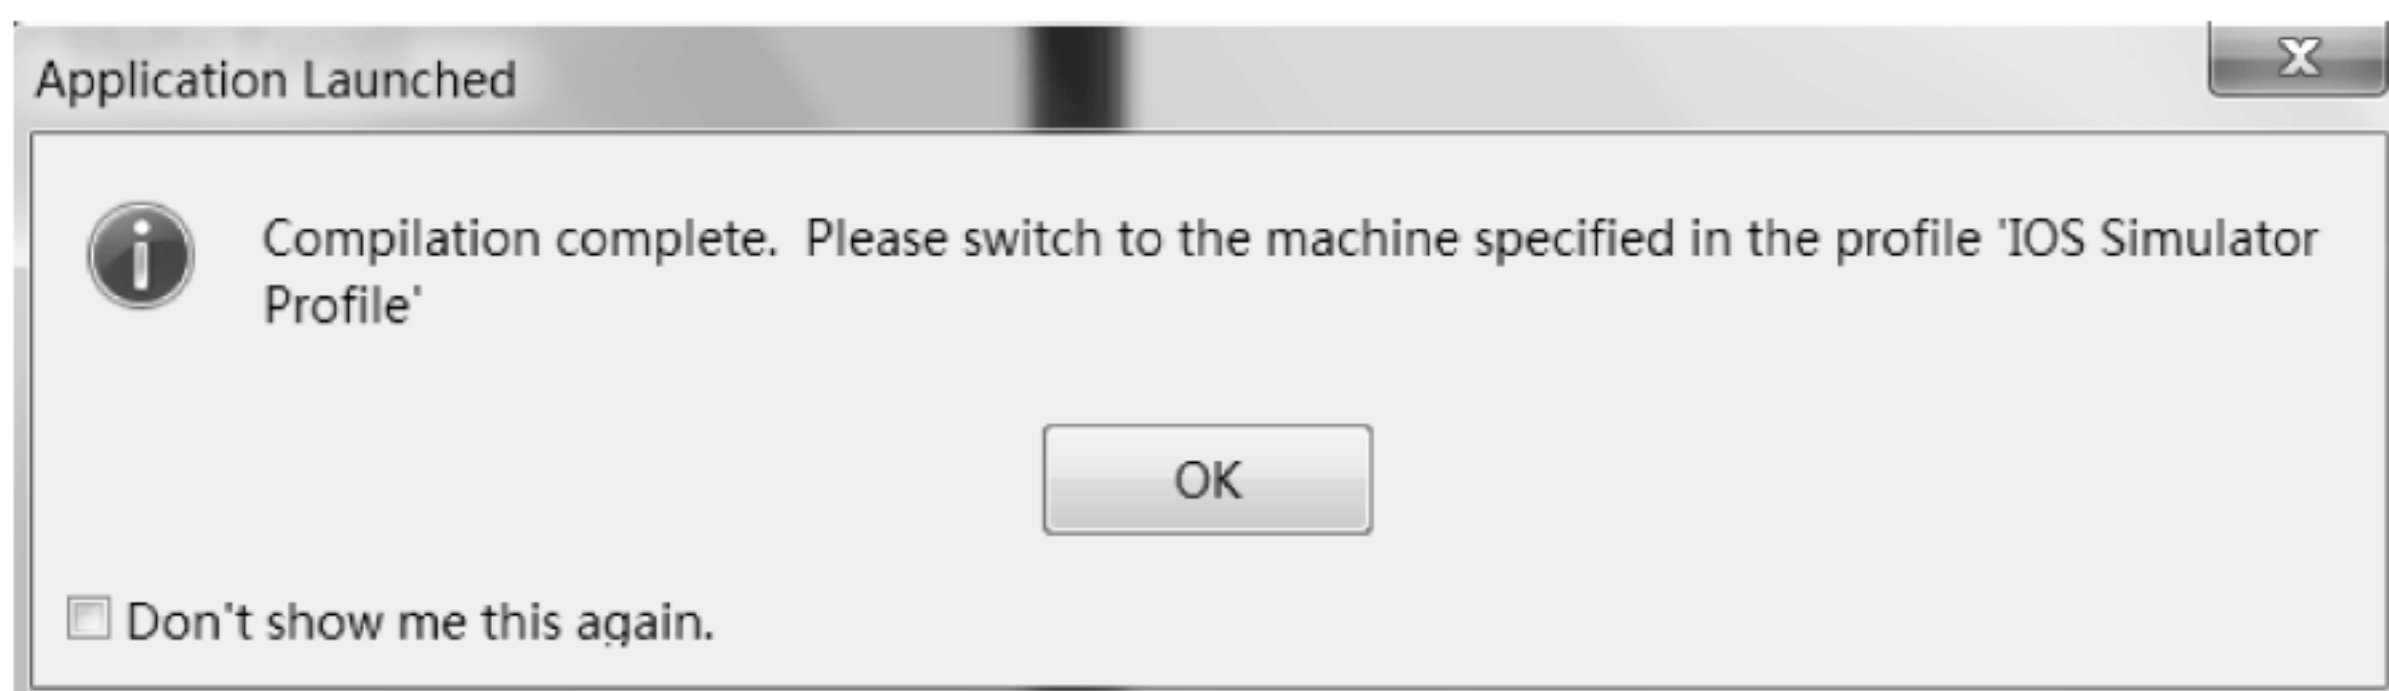 Application Launched
Compilation complete.  Please switch to the machine specified in the profile 'IOS Simulator
Profile'
OK
Don't show me this again.